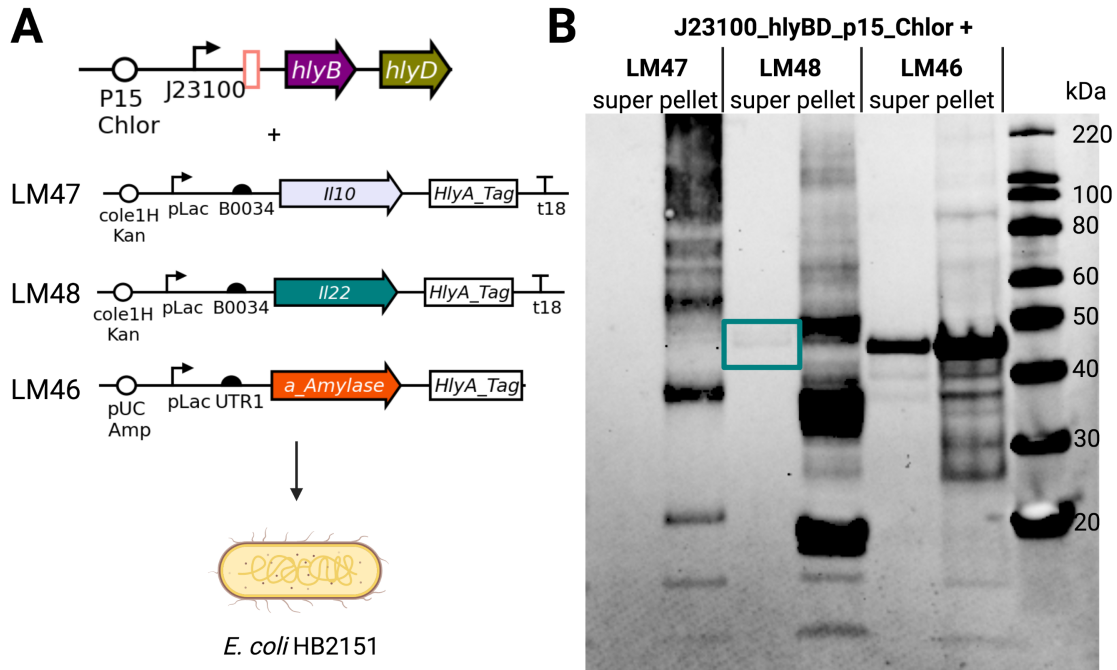 A
hlyB
hlyD
P15
Chlor
J23100
+
LM47
Il10
HlyA_Tag
cole1H
Kan
pLac
B0034
t18
LM48
Il22
HlyA_Tag
cole1H
Kan
pLac
B0034
t18
LM46
a_Amylase
HlyA_Tag
pUC
Amp
pLac
UTR1
E. coli HB2151
B
J23100_hlyBD_p15_Chlor +
LM47 LM48 LM46
super pellet super pellet super pellet
kDa
220
100
80
60
50
40
30
20